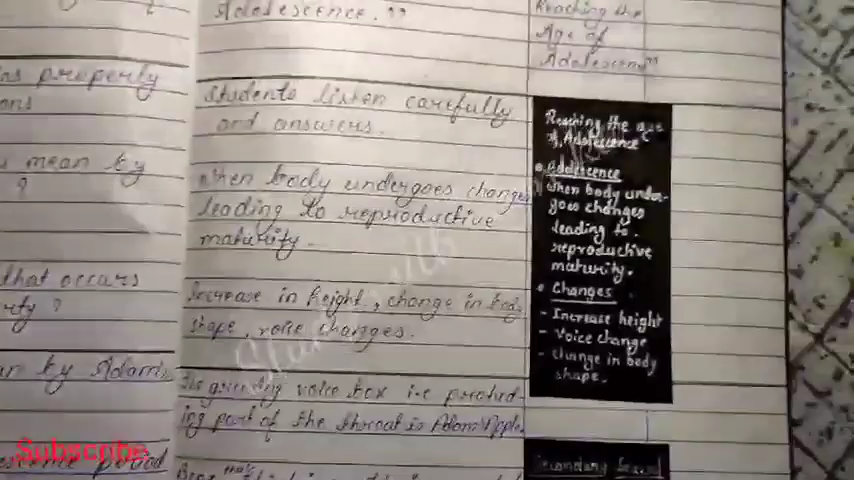 Adolescence."
Reaching the
Age of
Adolescence"
ns properly
ons
mean by
?
that occurs
rty ?
by Adam's
Subscribe
period
Students listen carefully
and answers.
when body undergoes changes
leading to reproductive
maturity.
Increase in height, change in body
shape, voice changes.
The growing voice box i.e protrud-
ing part of the throat is Adam's Apple.
Reaching the age
of Adolescence
Adolescence
when body under-
goes changes
leading to.
reproductive
maturity.
Changes
- Increase height
- Voice change
- Change in body
shape.
Secondary Sexual